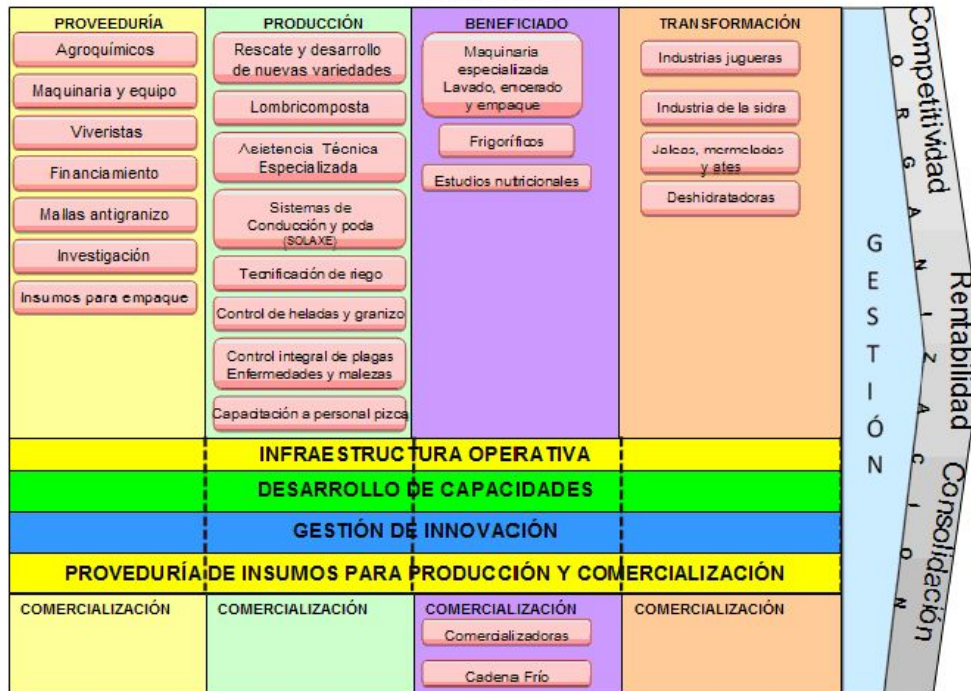 PROVEEDURÍA
Agroquímicos
Maquinaria y equipo
Viveristas
Financiamiento
Mallas antigranizo
Investigación
Insumos para empaque
PRODUCCIÓN
Rescate y desarrollo
de nuevas variedades
Lombricomposta
Asistencia Técnica
Especializada
Sistemas de
Conducción y poda
(SOLAXE)
Tecnificación de riego
Control de heladas y granizo
Control integral de plagas
Enfermedades y malezas
Capacitación a personal pizca
BENEFICIADO
Maquinaria
especializada
Lavado, encerado
y empaque
Frigoríficos
Estudios nutricionales
TRANSFORMACIÓN
Industrias jugueras
Industria de la sidra
Jaleas, mermeladas
y ates
Deshidratadoras
INFRAESTRUCTURA OPERATIVA
DESARROLLO DE CAPACIDADES
GESTIÓN DE INNOVACIÓN
PROVEDURÍA DE INSUMOS PARA PRODUCCIÓN Y COMERCIALIZACIÓN
COMERCIALIZACIÓN
COMERCIALIZACIÓN
COMERCIALIZACIÓN
Comercializadoras
Cadena Frío
COMERCIALIZACIÓN
GESTIÓN
ORGANIZACIÓN
Competitividad
Rentabilidad
Consolidación